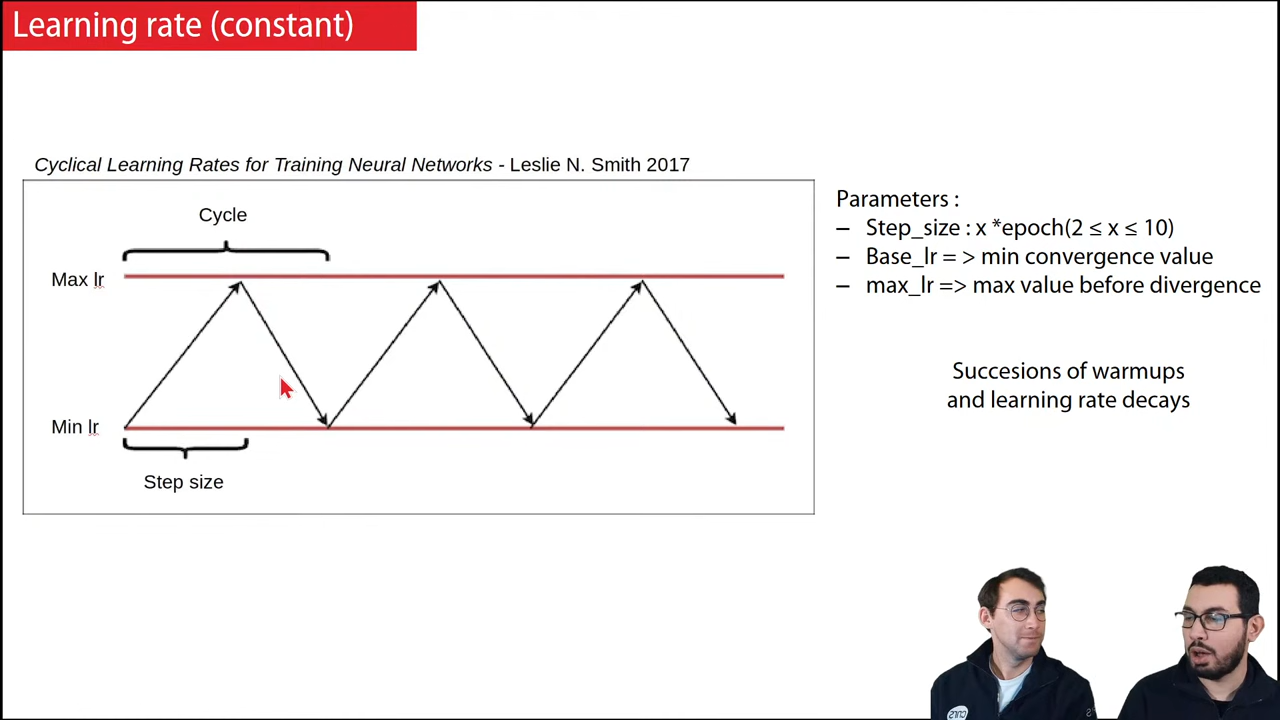 Learning rate (constant)
Cyclical Learning Rates for Training Neural Networks - Leslie N. Smith 2017
Cycle
Max lr
Min lr
Step size
Parameters :
– Step_size : x *epoch(2 ≤ x ≤ 10)
– Base_lr = > min convergence value
– max_lr => max value before divergence
Succesions of warmups
and learning rate decays